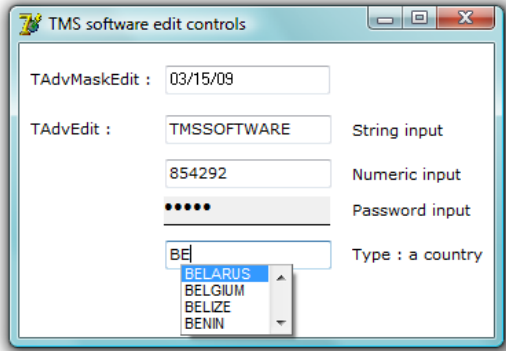 TMS software edit controls
TAdvMaskEdit : 03/15/09
TAdvEdit : TMSSOFTWARE String input
854292 Numeric input
••••• Password input
BE Type : a country
BELARUS
BELGIUM
BELIZE
BENIN